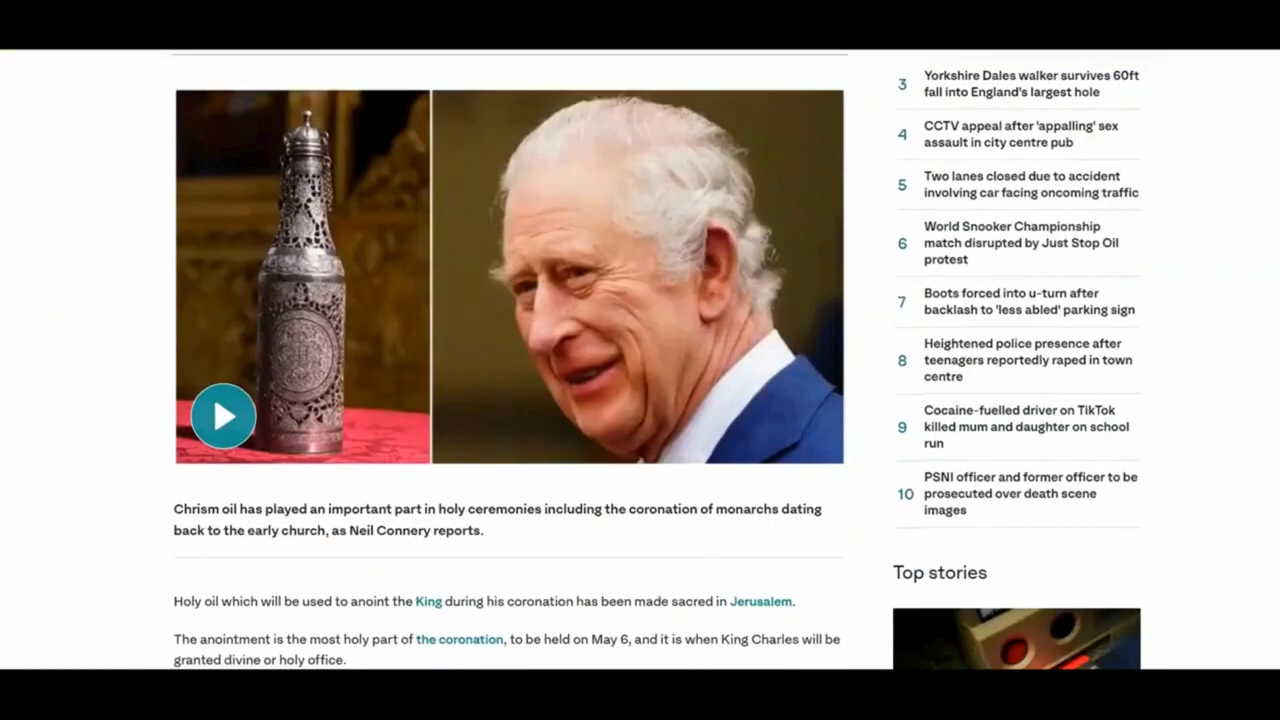 Chrism oil has played an important part in holy ceremonies including the coronation of monarchs dating
back to the early church, as Neil Connery reports.
Holy oil which will be used to anoint the King during his coronation has been made sacred in Jerusalem.
The anointment is the most holy part of the coronation, to be held on May 6, and it is when King Charles will be
granted divine or holy office.
3
Yorkshire Dales walker survives 60ft
fall into England's largest hole
4
CCTV appeal after 'appalling' sex
assault in city centre pub
5
Two lanes closed due to accident
involving car facing oncoming traffic
6
World Snooker Championship
match disrupted by Just Stop Oil
protest
7
Boots forced into u-turn after
backlash to 'less abled' parking sign
8
Heightened police presence after
teenagers reportedly raped in town
centre
9
Cocaine-fuelled driver on TikTok
killed mum and daughter on school
run
10
PSNI officer and former officer to be
prosecuted over death scene
images
Top stories